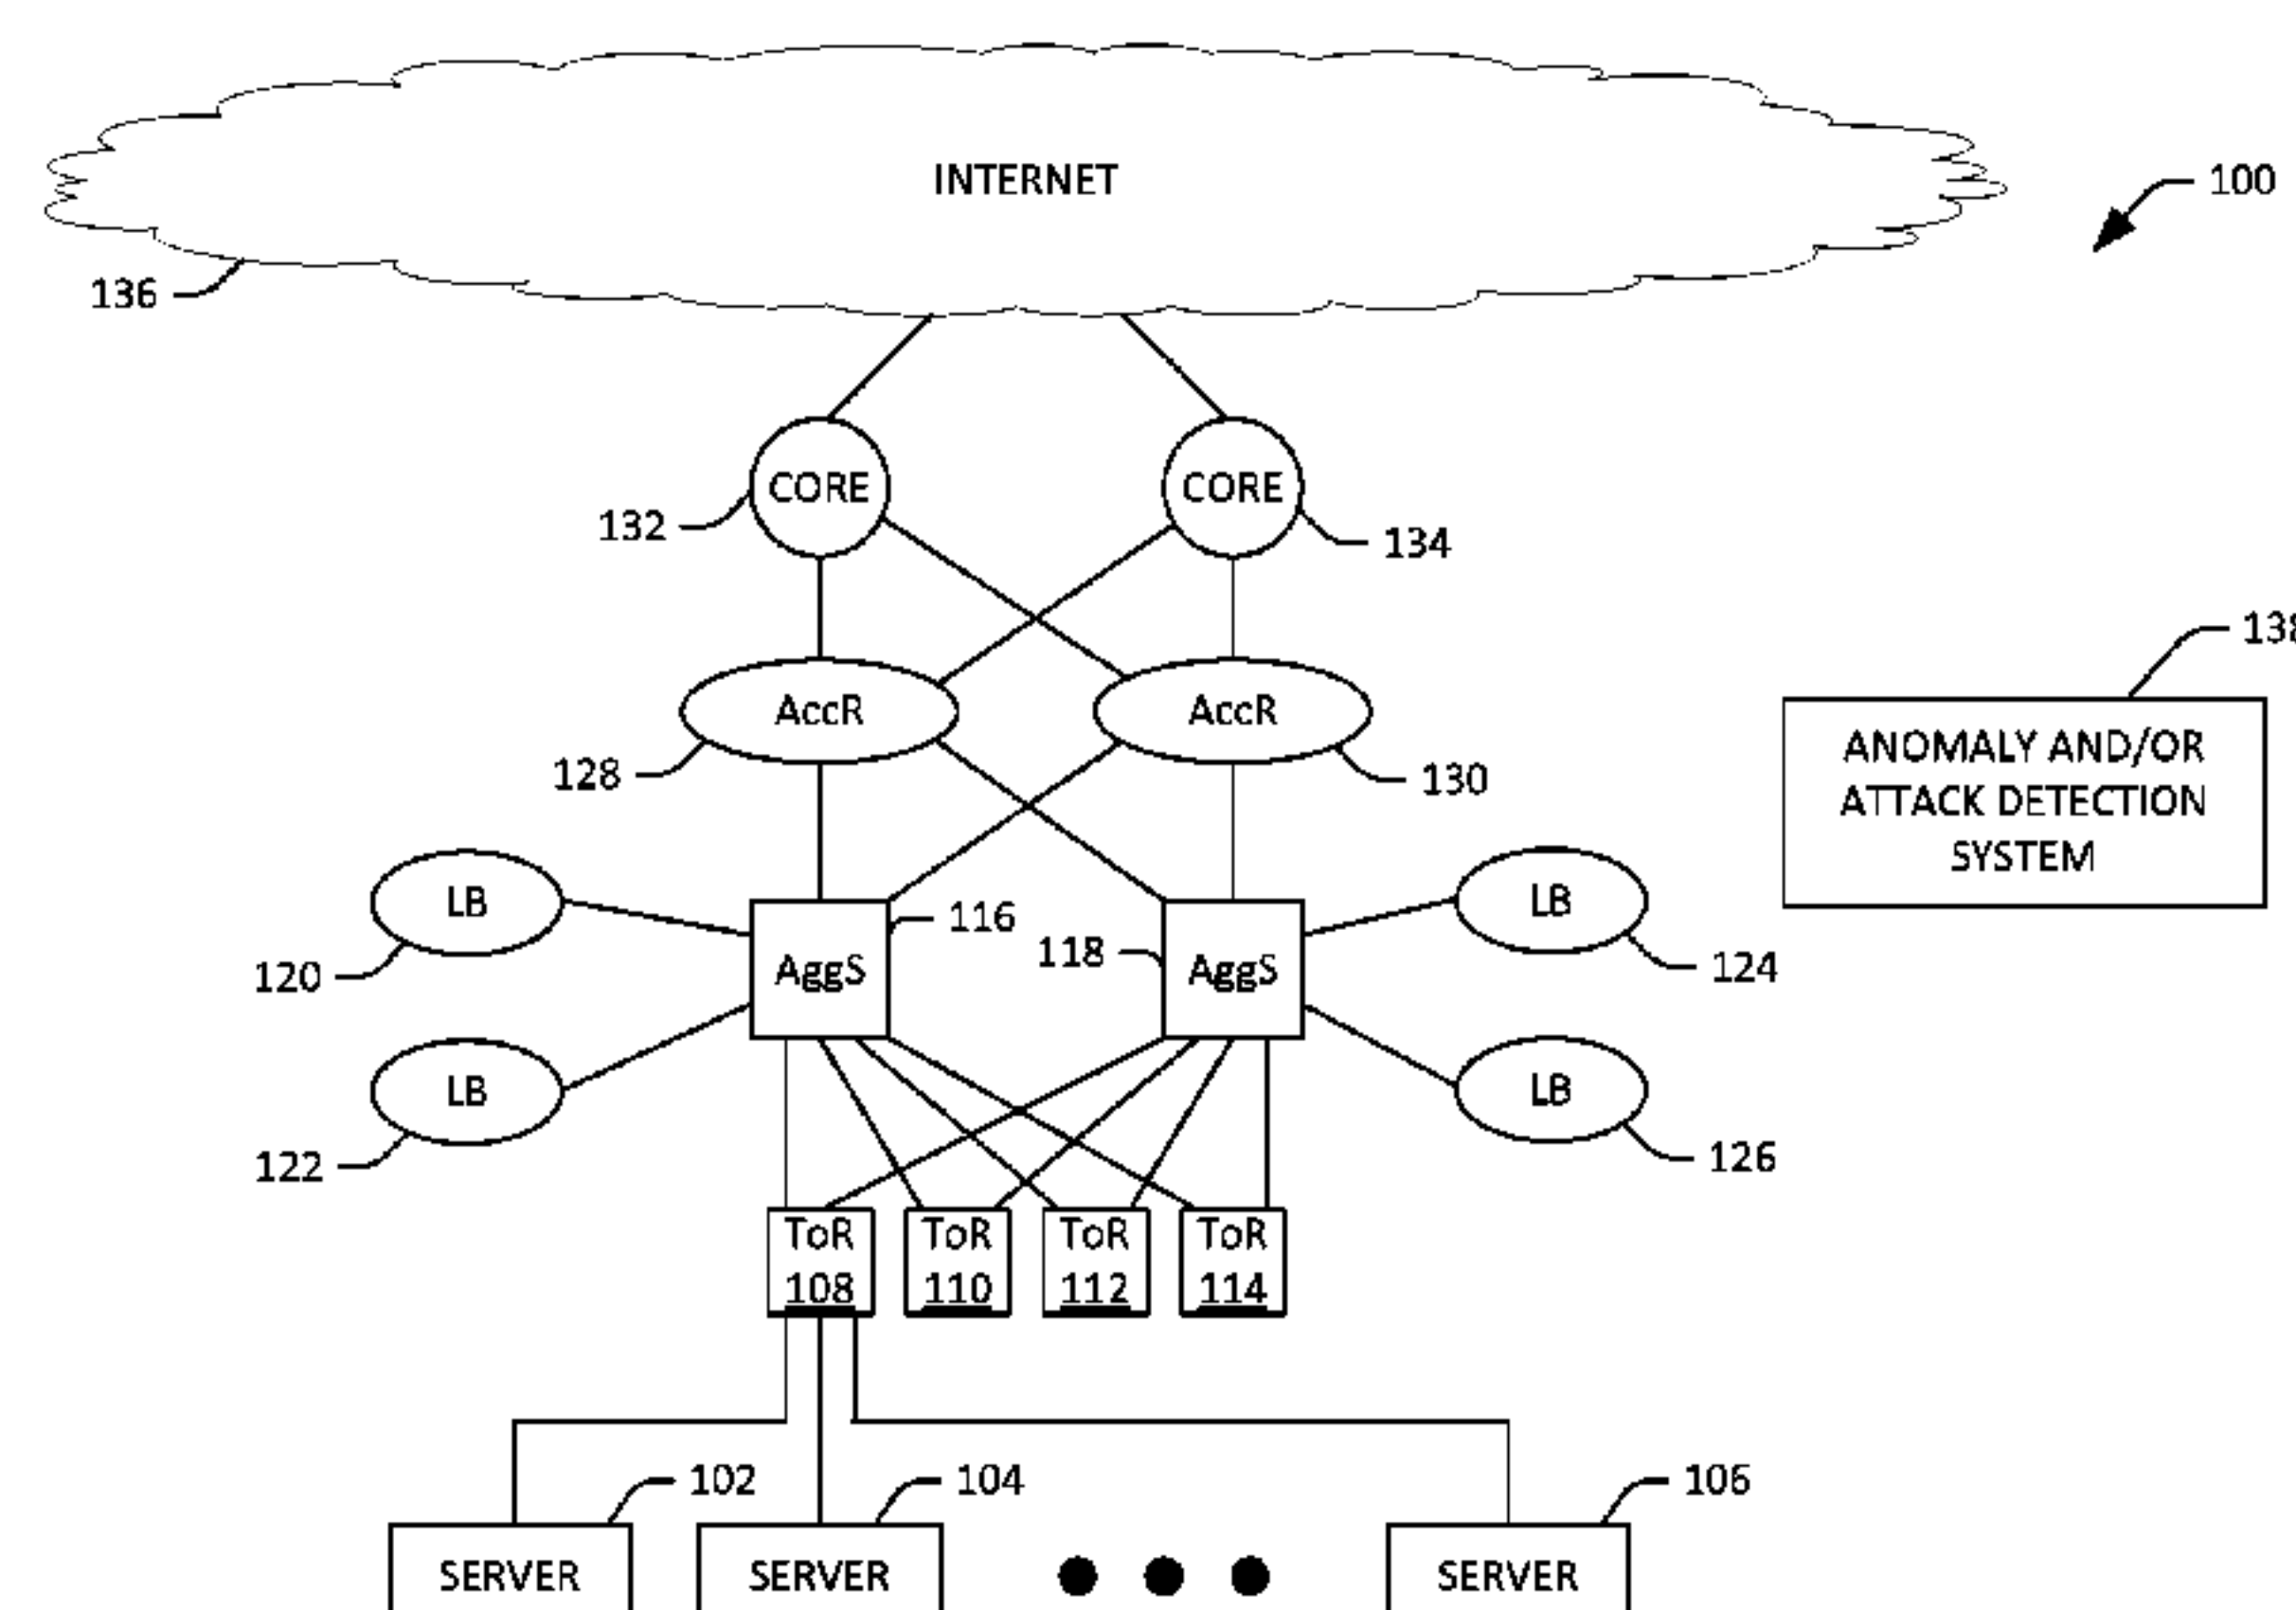 INTERNET
100
136
CORE
CORE
132
134
138
AccR
AccR
128
130
ANOMALY AND/OR
ATTACK DETECTION
SYSTEM
LB
116
LB
118
120
AggS
AggS
124
LB
LB
122
126
ToR
108
ToR
110
ToR
112
ToR
114
102
104
106
SERVER
SERVER
SERVER